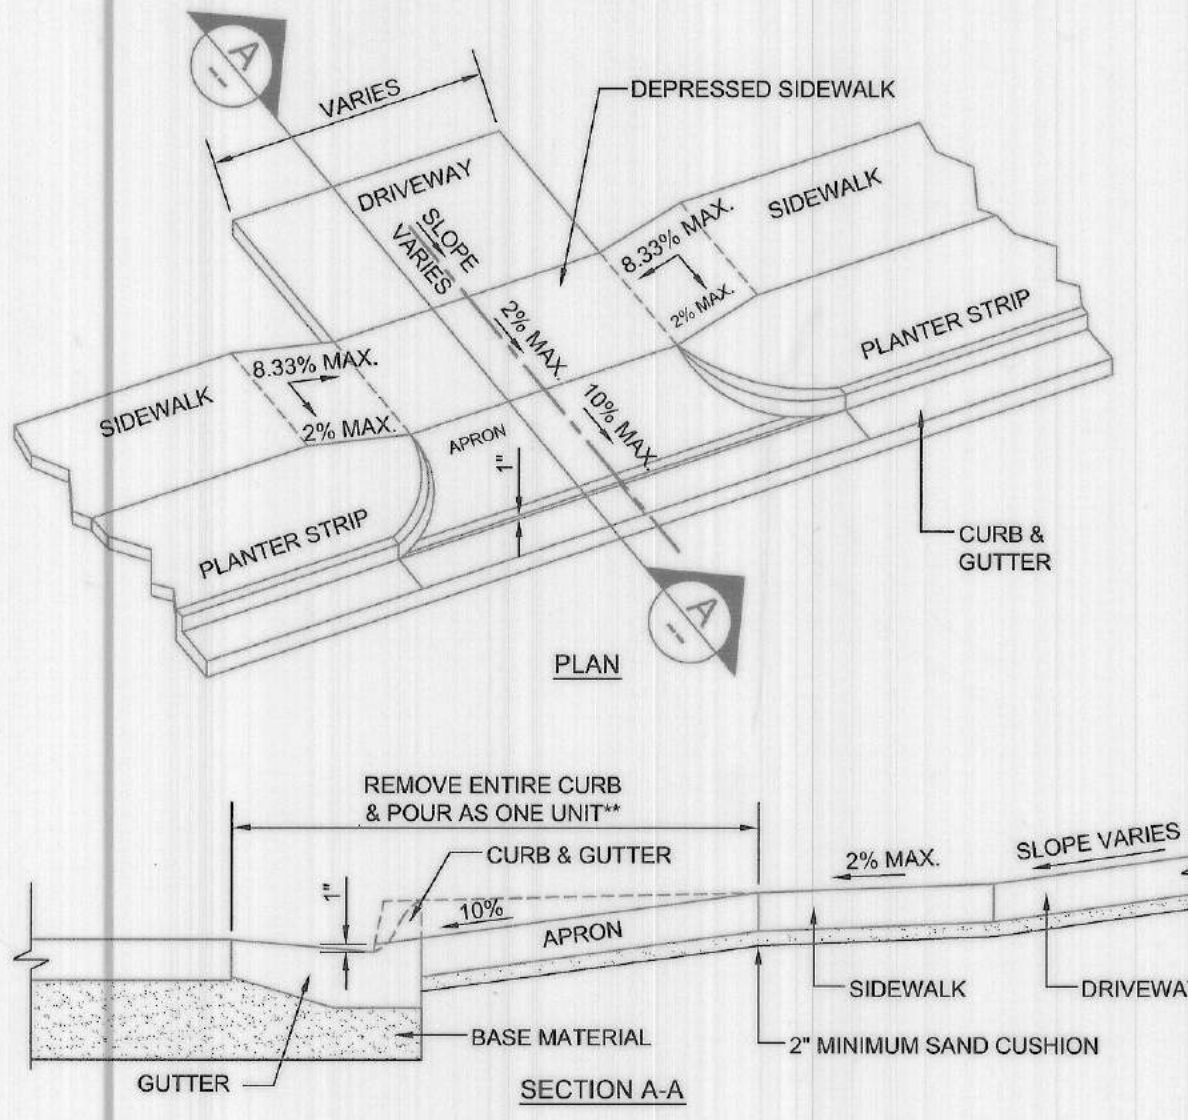 A
--
VARIES
DEPRESSED SIDEWALK
DRIVEWAY
SLOPE
VARIES
SIDEWALK
8.33% MAX.
2% MAX.
2% MAX.
PLANTER STRIP
8.33% MAX.
SIDEWALK
2% MAX.
10% MAX.
APRON
1"
PLANTER STRIP
CURB &
GUTTER
A
--
PLAN
REMOVE ENTIRE CURB
& POUR AS ONE UNIT**
CURB & GUTTER
1"
10%
APRON
2% MAX.
SLOPE VARIES
SIDEWALK
DRIVEWA
BASE MATERIAL
2" MINIMUM SAND CUSHION
GUTTER
SECTION A-A